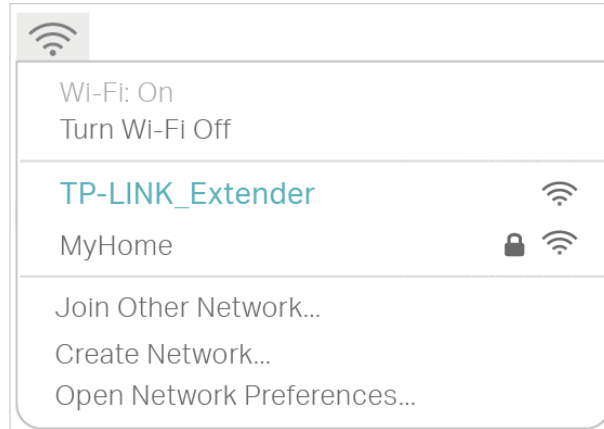 Wi-Fi: On
Turn Wi-Fi Off
TP-LINK_Extender
MyHome
Join Other Network...
Create Network...
Open Network Preferences...